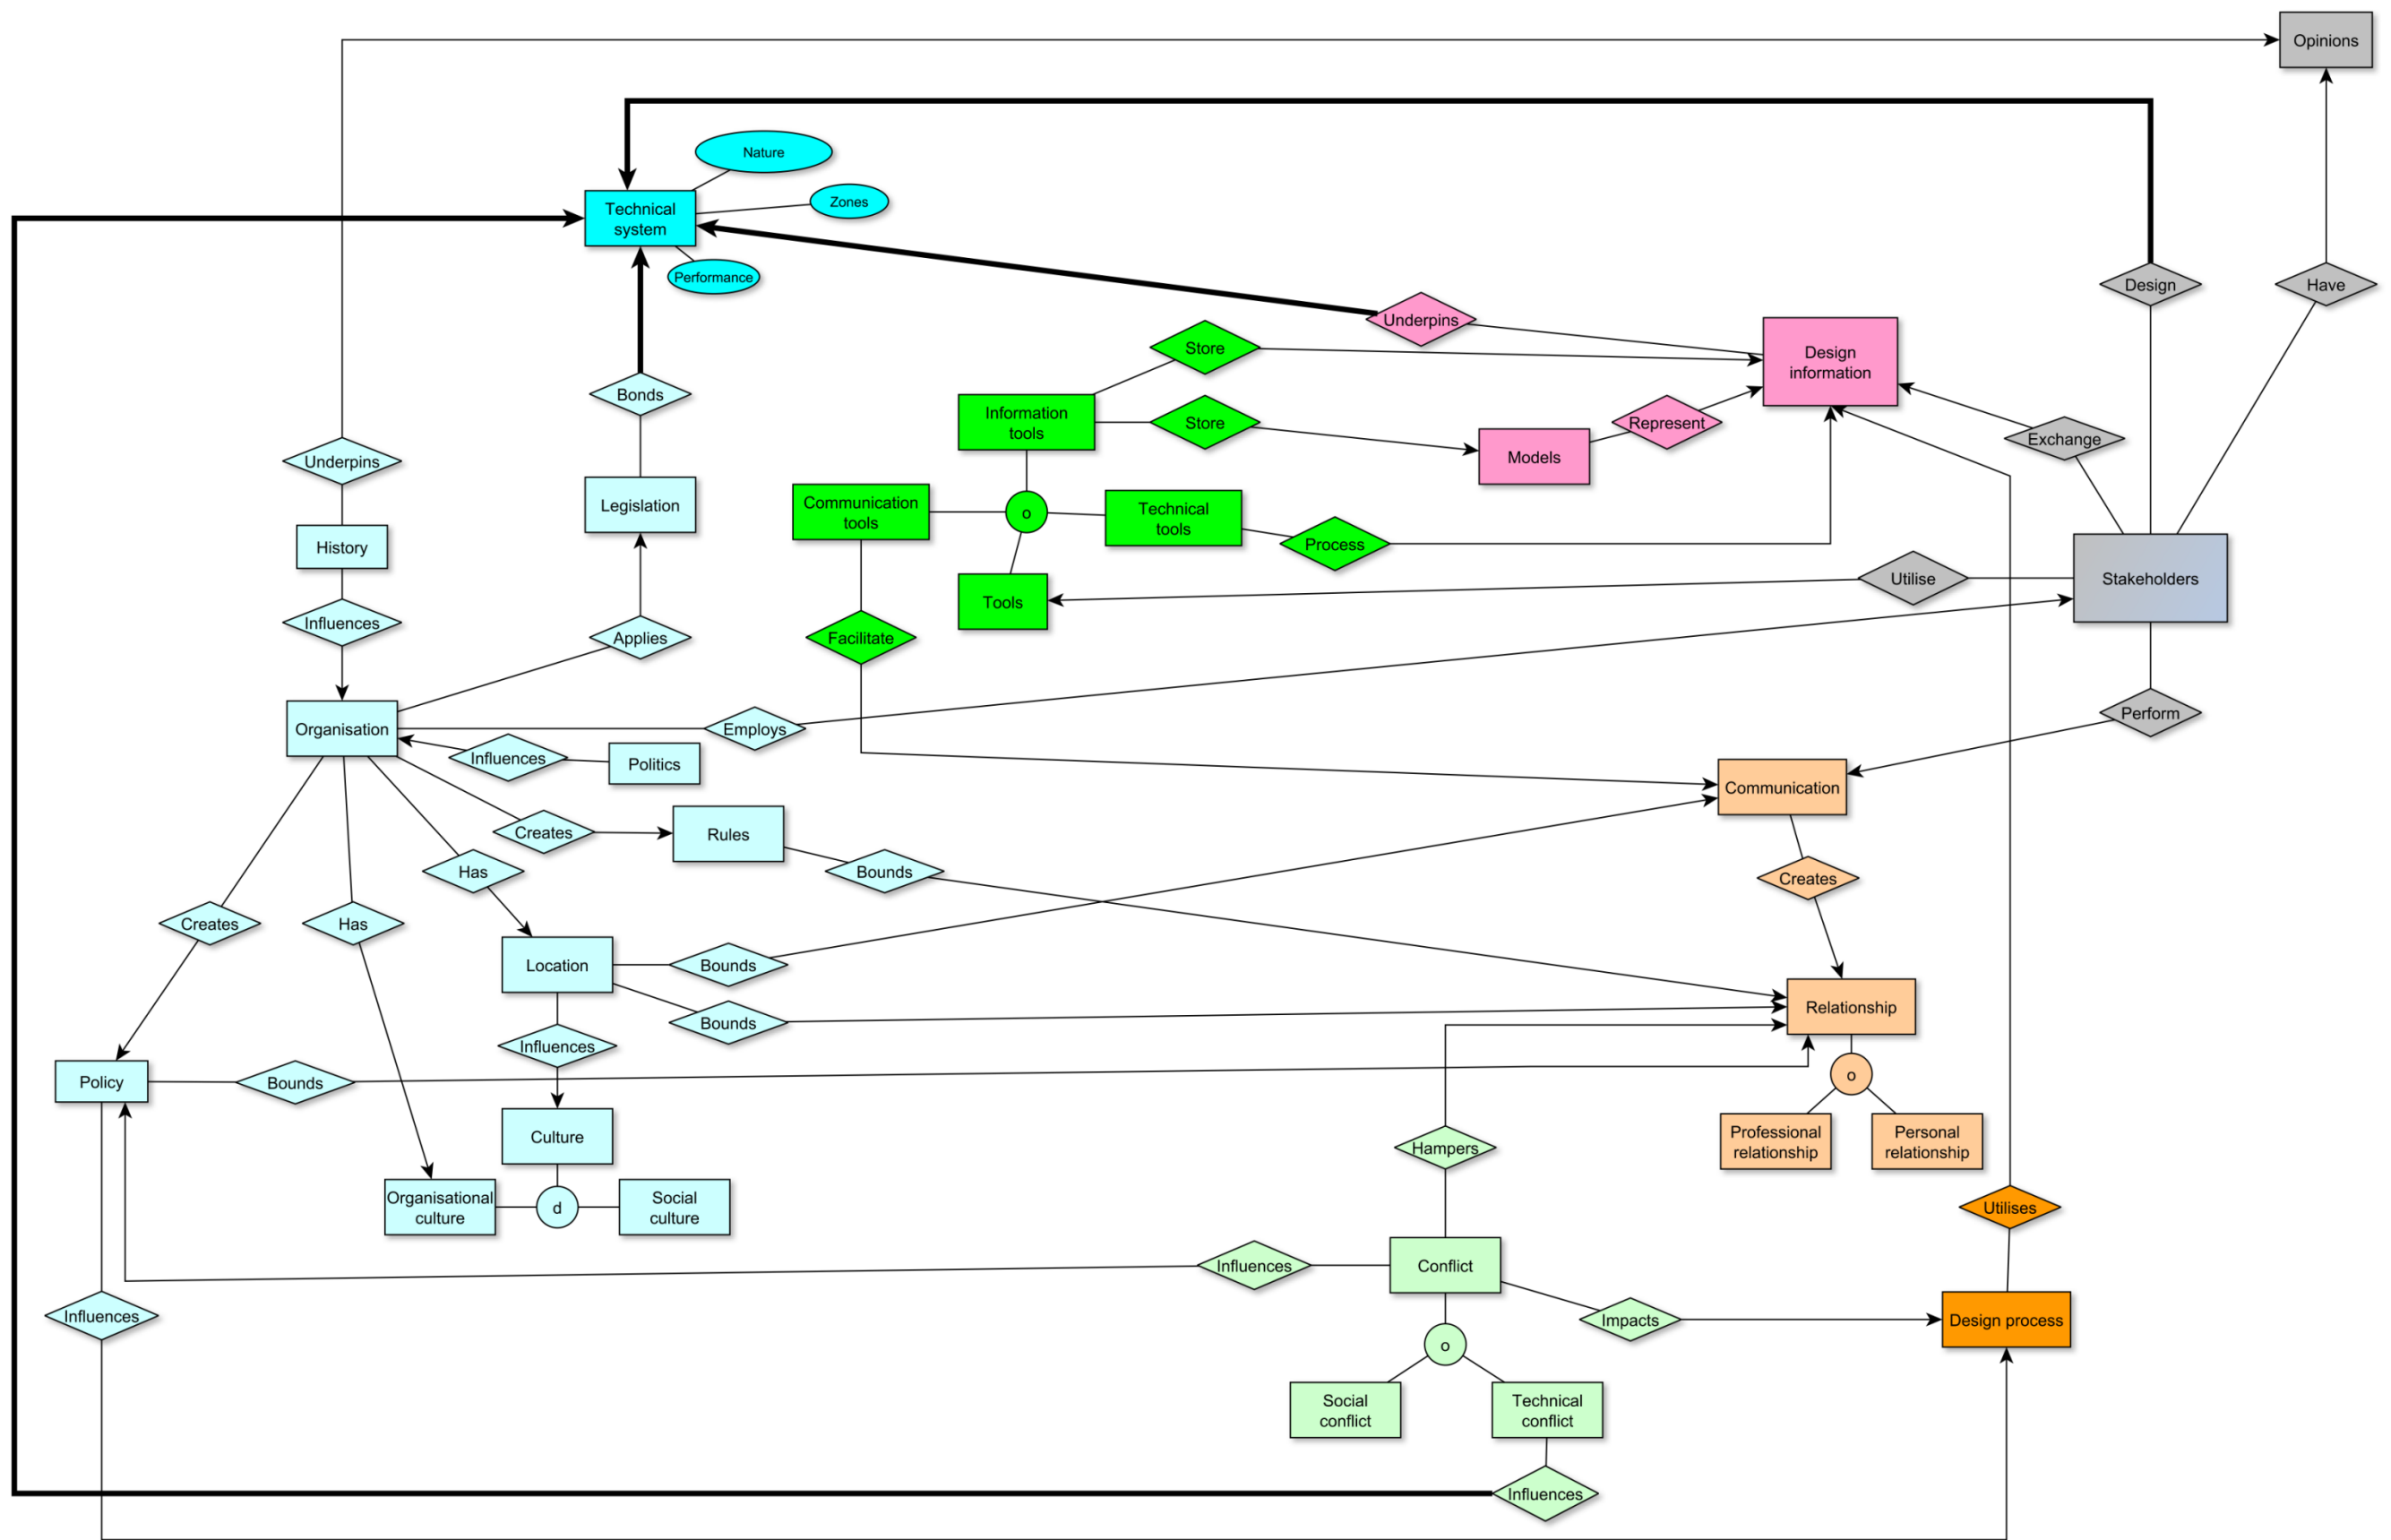 Opinions
Nature
Zones
Technical
system
Performance
Design
Have
Underpins
Store
Design
information
Bonds
Information
tools
Store
Represent
Exchange
Models
Underpins
Legislation
Communication
tools
o
Technical
tools
Process
History
Utilise
Stakeholders
Tools
Influences
Applies
Facilitate
Organisation
Employs
Perform
Influences
Politics
Communication
Creates
Rules
Has
Bounds
Creates
Creates
Has
Location
Bounds
Bounds
Relationship
Influences
Policy
Bounds
o
Culture
Hampers
Professional
relationship
Personal
relationship
Organisational
culture
d
Social
culture
Utilises
Influences
Conflict
Influences
Impacts
Design process
o
Social
conflict
Technical
conflict
Influences